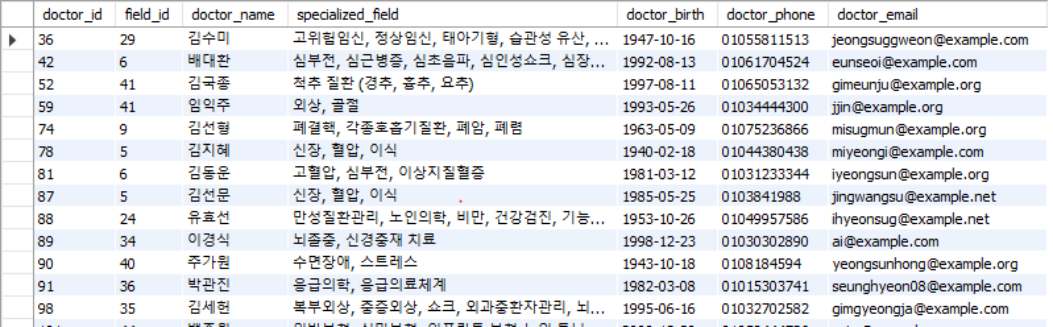 doctor_id field_id doctor_name specialized_field doctor_birth doctor_phone doctor_email
36 29 김수미 고위험임신, 정상임신, 태아기형, 습관성 유산, ... 1947-10-16 01055811513 jeongsuggweon@example.com
42 6 배대환 심부전, 심근병증, 심초음파, 심인성쇼크, 심장... 1992-08-13 01061704524 eunseoi@example.com
52 41 김국종 척추 질환 (경추, 흉추, 요추) 1997-08-11 01065053132 gimeunju@example.org
59 41 임익주 외상, 골절 1993-05-26 01034444300 jjin@example.org
74 9 김선형 폐결핵, 각종호흡기질환, 폐암, 폐렴 1963-05-09 01075236866 misugmun@example.org
78 5 김지혜 신장, 혈압, 이식 1940-02-18 01044380438 miyeongi@example.com
81 6 김동운 고혈압, 심부전, 이상지질혈증 1981-03-12 01031233344 iyeongsun@example.org
87 5 김선문 신장, 혈압, 이식 1985-05-25 0103841988 jingwangsu@example.net
88 24 유효선 만성질환관리, 노인의학, 비만, 건강검진, 기능... 1953-10-26 01049957586 ihyeonsug@example.net
89 34 이경식 뇌졸중, 신경중재 치료 1998-12-23 01030302890 ai@example.com
90 40 주가원 수면장애, 스트레스 1943-10-18 0108184594 yeongsunhong@example.org
91 36 박관진 응급의학, 응급의료체계 1982-03-08 01015303741 seunghyeon08@example.com
98 35 김세헌 복부외상, 중증외상, 쇼크, 외과중환자관리, 뇌... 1995-06-16 01032702582 gimgyeongja@example.com